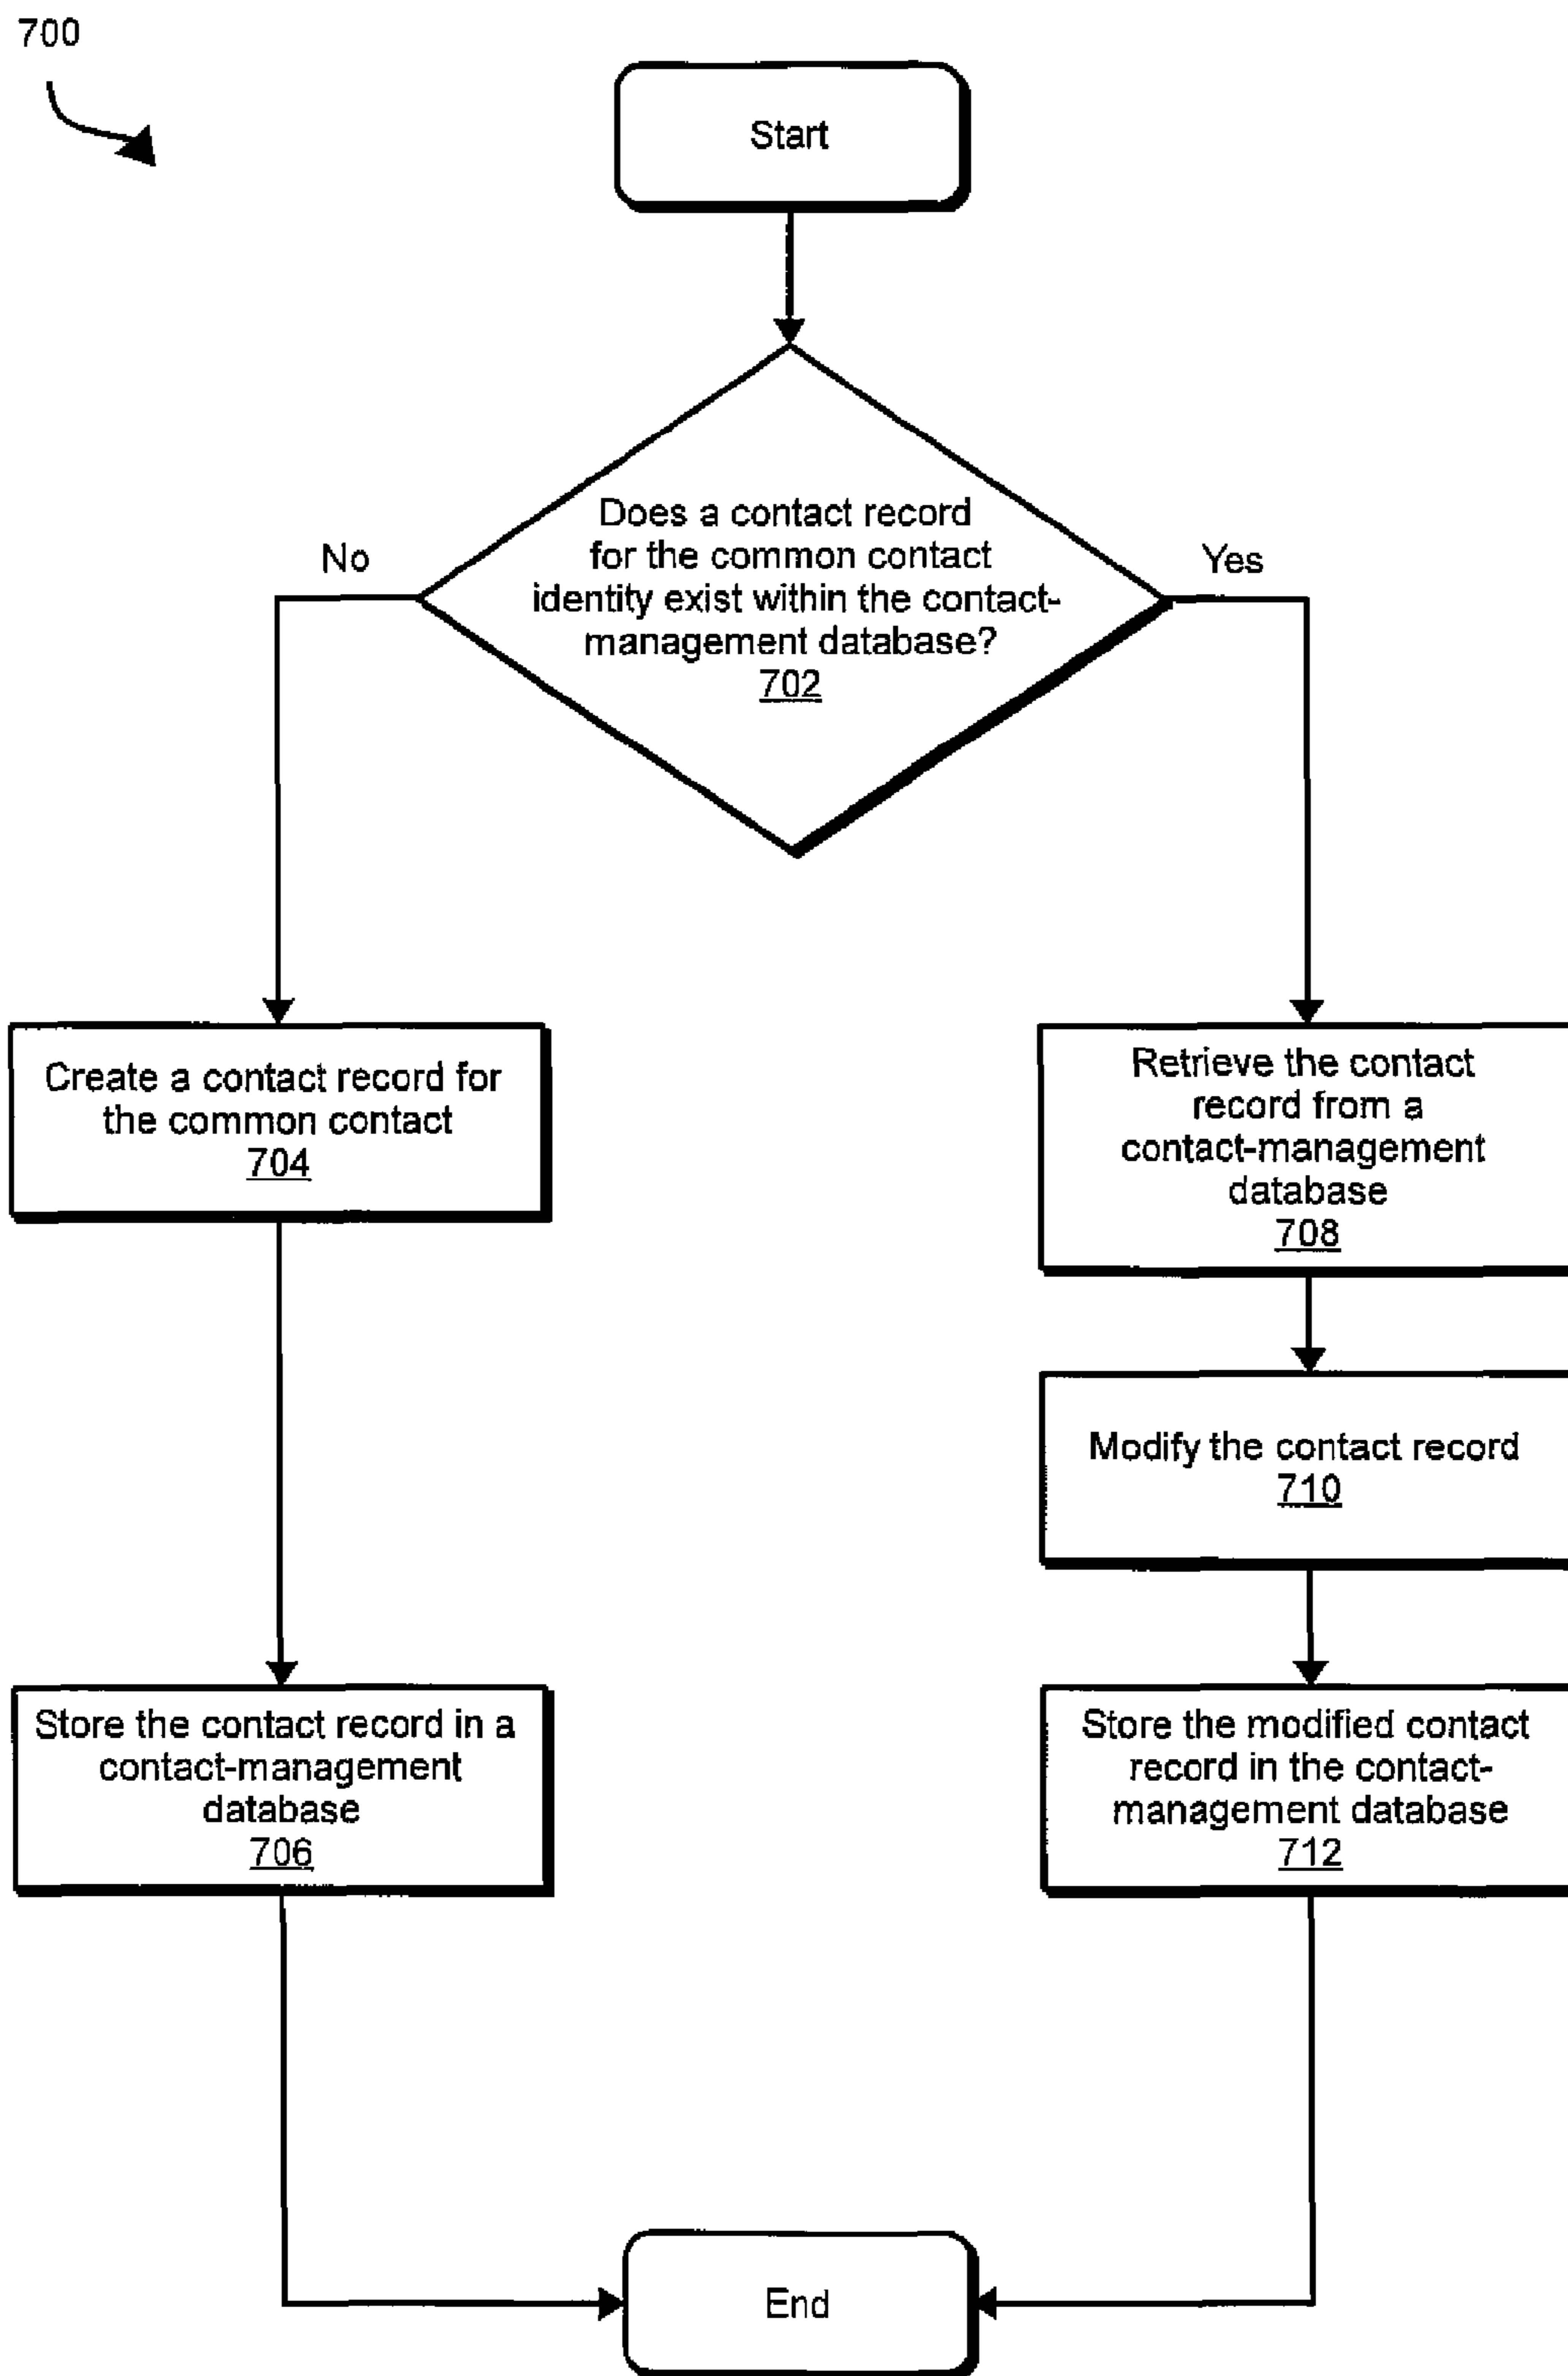 700
Start
Does a contact record
for the common contact
identity exist within the contact-
management database?
702
No
Yes
Create a contact record for
the common contact
704
Retrieve the contact
record from a
contact-management
database
708
Modify the contact record
710
Store the contact record in a
contact-management
database
706
Store the modified contact
record in the contact-
management database
712
End